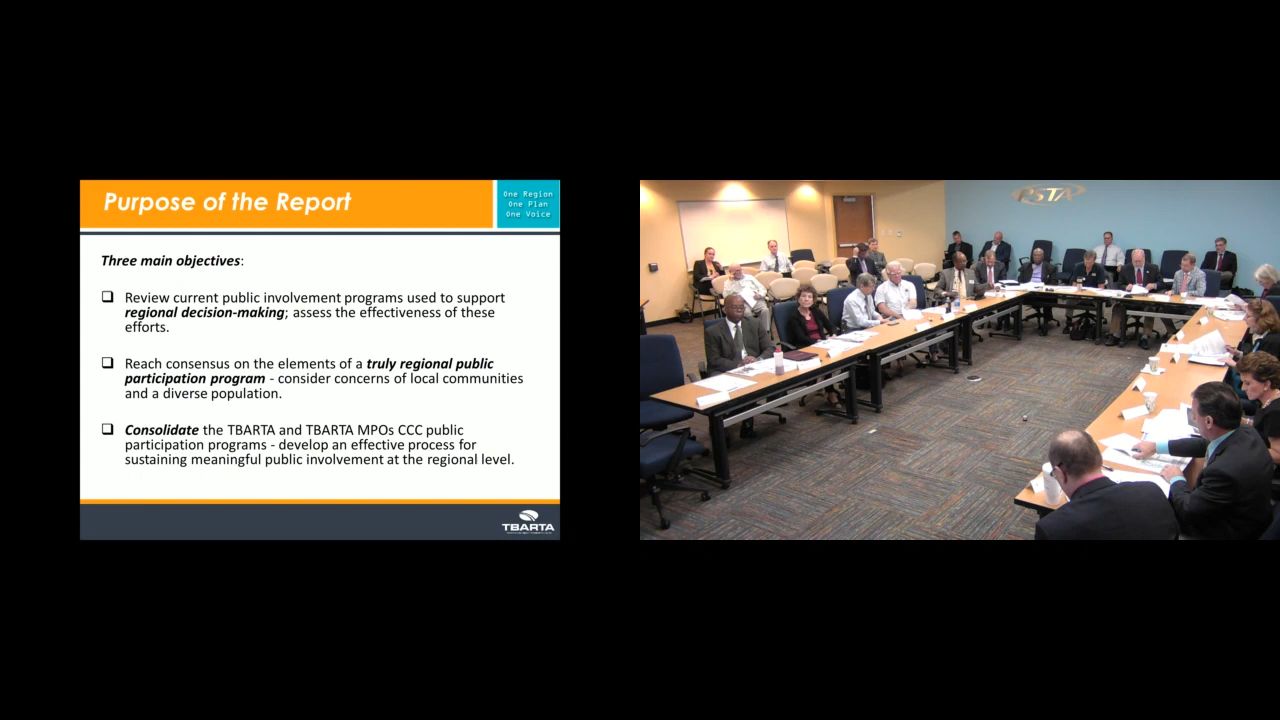 Purpose of the Report
One Region
One Plan
One Voice
Three main objectives:
Review current public involvement programs used to support
regional decision-making; assess the effectiveness of these
efforts.
Reach consensus on the elements of a truly regional public
participation program - consider concerns of local communities
and a diverse population.
Consolidate the TBARTA and TBARTA MPOs CCC public
participation programs - develop an effective process for
sustaining meaningful public involvement at the regional level.
TBARTA
PSTA